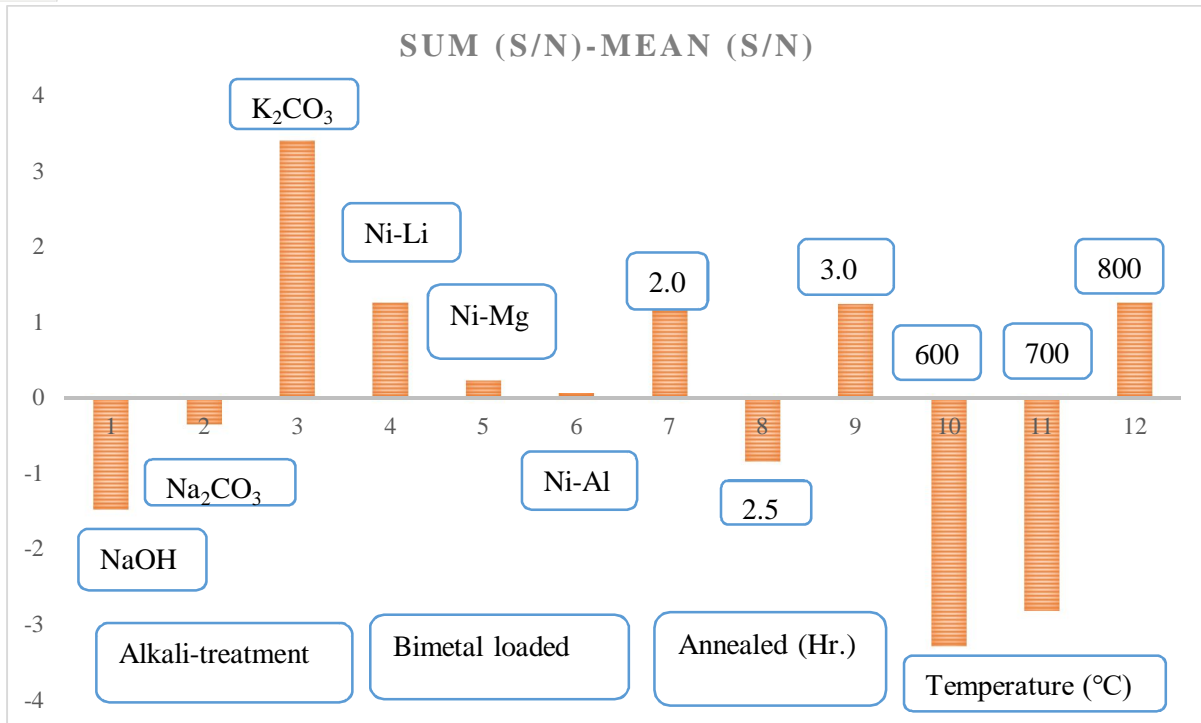 SUM (S/N)-MEAN (S/N)
4
K₂CO₃
3
Ni-Li
2
2.0
3.0
800
Ni-Mg
1
600
700
0
1 2 3 4 5 6 7 8 9 10 11 12
-1
Na₂CO₃
Ni-Al
2.5
NaOH
-2
-3
Alkali-treatment
Bimetal loaded
Annealed (Hr.)
Temperature (°C)
-4